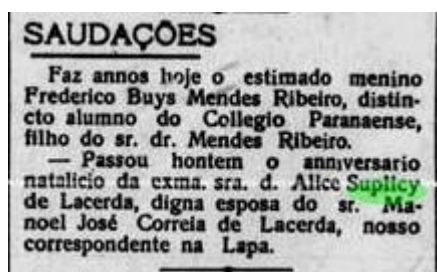 SAUDAÇÕES
Faz annos hoje o estimado menino
Frederico Buys Mendes Ribeiro, distin-
cto alumno do Collegio Paranaense,
filho do sr. dr. Mendes Ribeiro.
— Passou hontem o anniversario
natalicio da exma. sra. d. Alice Suplicy
de Lacerda, digna esposa do sr. Ma-
noel José Correia de Lacerda, nosso
correspondente na Lapa.